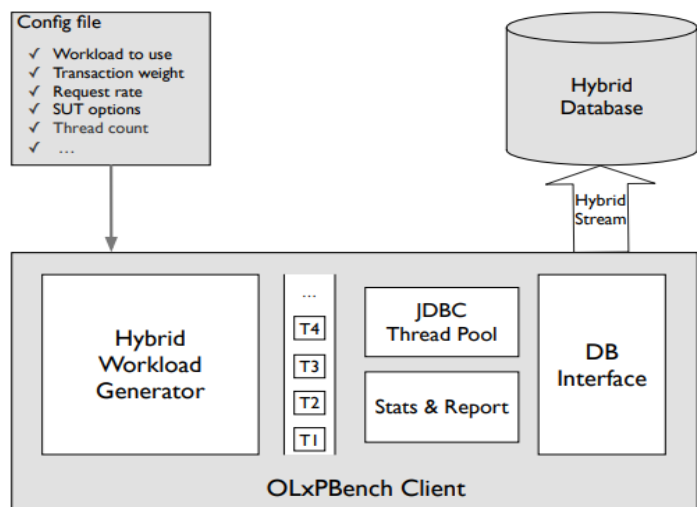 Config file
✓ Workload to use
✓ Transaction weight
✓ Request rate
✓ SUT options
✓ Thread count
✓ ...
Hybrid
Database
Hybrid
Stream
Hybrid
Workload
Generator
...
T4
T3
T2
T1
JDBC
Thread Pool
Stats & Report
DB
Interface
OLxPBench Client